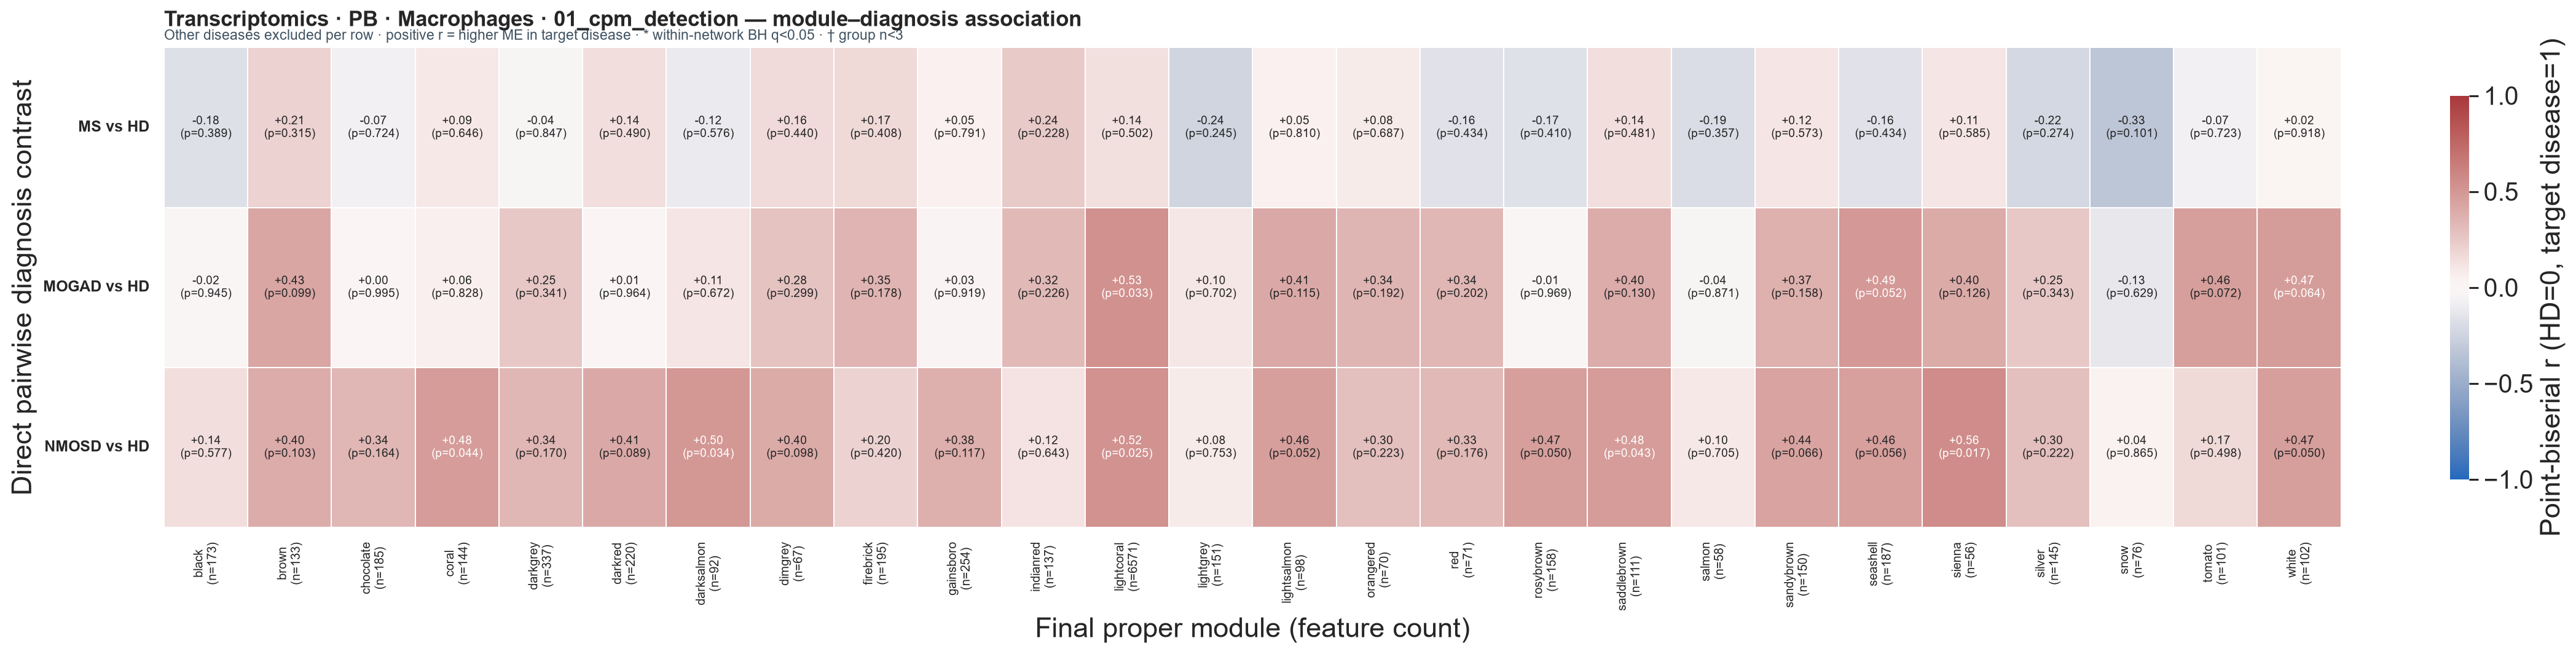 Transcriptomics · PB · Macrophages · 01_cpm_detection — module–diagnosis association
Other diseases excluded per row · positive r = higher ME in target disease · * within-network BH q<0.05 · † group n<3
Direct pairwise diagnosis contrast
MS vs HD
-0.18 +0.21 -0.07 +0.09 -0.04 +0.14 -0.12 +0.16 +0.17 +0.05 +0.24 +0.14 -0.24 +0.05 +0.08 -0.16 -0.17 +0.14 -0.19 +0.12 -0.16 +0.11 -0.22 -0.33 -0.07 +0.02
(p=0.389) (p=0.315) (p=0.724) (p=0.646) (p=0.847) (p=0.490) (p=0.576) (p=0.440) (p=0.408) (p=0.791) (p=0.228) (p=0.502) (p=0.245) (p=0.810) (p=0.687) (p=0.434) (p=0.410) (p=0.481) (p=0.357) (p=0.573) (p=0.434) (p=0.585) (p=0.274) (p=0.101) (p=0.723) (p=0.918)
MOGAD vs HD
-0.02 +0.43 +0.00 +0.06 +0.25 +0.01 +0.11 +0.28 +0.35 +0.03 +0.32 +0.53 +0.10 +0.41 +0.34 +0.34 -0.01 +0.40 -0.04 +0.37 +0.49 +0.40 +0.25 -0.13 +0.46 +0.47
(p=0.945) (p=0.099) (p=0.995) (p=0.828) (p=0.341) (p=0.964) (p=0.672) (p=0.299) (p=0.178) (p=0.919) (p=0.226) (p=0.033) (p=0.702) (p=0.115) (p=0.192) (p=0.202) (p=0.969) (p=0.130) (p=0.871) (p=0.158) (p=0.052) (p=0.126) (p=0.343) (p=0.629) (p=0.072) (p=0.064)
NMOSD vs HD
+0.14 +0.40 +0.34 +0.48 +0.34 +0.41 +0.50 +0.40 +0.20 +0.38 +0.12 +0.52 +0.08 +0.46 +0.30 +0.33 +0.47 +0.48 +0.10 +0.44 +0.46 +0.56 +0.30 +0.04 +0.17 +0.47
(p=0.577) (p=0.103) (p=0.164) (p=0.044) (p=0.170) (p=0.089) (p=0.034) (p=0.098) (p=0.420) (p=0.117) (p=0.643) (p=0.025) (p=0.753) (p=0.052) (p=0.223) (p=0.176) (p=0.050) (p=0.043) (p=0.705) (p=0.066) (p=0.056) (p=0.017) (p=0.222) (p=0.865) (p=0.498) (p=0.050)
black
(n=173)
brown
(n=133)
chocolate
(n=185)
coral
(n=144)
darkgrey
(n=337)
darkred
(n=220)
darksalmon
(n=92)
dimgrey
(n=67)
firebrick
(n=195)
gainsboro
(n=254)
indianred
(n=137)
lightcoral
(n=6571)
lightgrey
(n=151)
lightsalmon
(n=98)
orangered
(n=70)
red
(n=71)
rosybrown
(n=158)
saddlebrown
(n=111)
salmon
(n=58)
sandybrown
(n=150)
seashell
(n=187)
sienna
(n=56)
silver
(n=145)
snow
(n=76)
tomato
(n=101)
white
(n=102)
Final proper module (feature count)
1.0
0.5
0.0
−0.5
−1.0
Point-biserial r (HD=0, target disease=1)